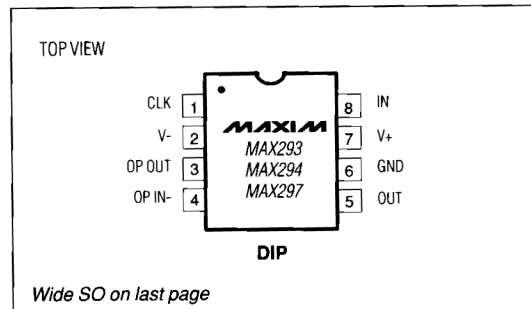 TOP VIEW
CLK 1
V- 2
OP OUT 3
OP IN- 4
MAXIM
MAX293
MAX294
MAX297
8 IN
7 V+
6 GND
5 OUT
DIP
Wide SO on last page